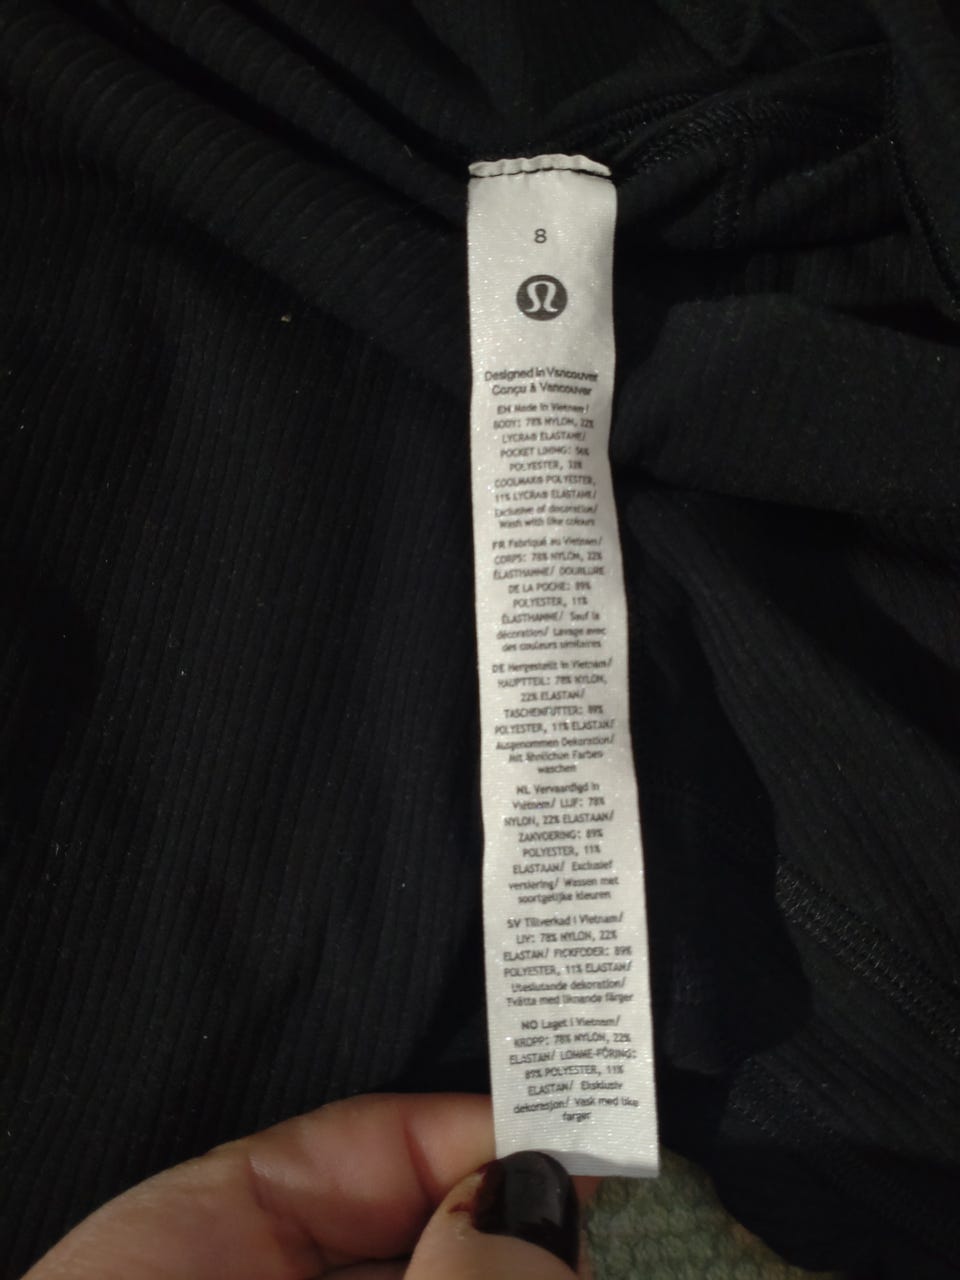 8
Designed in Vancouver
Conçu à Vancouver
EN Made in Vietnam/
BODY: 78% NYLON, 22%
LYCRA® ELASTANE/
POCKET LINING: 56%
POLYESTER, 33%
COOLMAX® POLYESTER,
11% LYCRA® ELASTANE/
Exclusive of decoration/
Wash with like colours
FR Fabriqué au Vietnam/
CORPS: 78% NYLON, 22%
ÉLASTHANNE/ DOUBLURE
DE LA POCHE: 89%
POLYESTER, 11%
ÉLASTHANNE/ Sauf la
décoration/ Lavage avec
des couleurs similaires
DE Hergestellt in Vietnam/
HAUPTTEIL: 78% NYLON,
22% ELASTAN/
TASCHENFUTTER: 89%
POLYESTER, 11% ELASTAN/
Ausgenommen Dekoration/
Mit ähnlichen Farben
waschen
NL Vervaardigd in
Vietnam/ LIJF: 78%
NYLON, 22% ELASTAAN/
ZAKVOERING: 89%
POLYESTER, 11%
ELASTAAN/ Exclusief
versiering/ Wassen met
soortgelijke kleuren
SV Tillverkad i Vietnam/
LIV: 78% NYLON, 22%
ELASTAN/ FICKFODER: 89%
POLYESTER, 11% ELASTAN/
Uteslutande dekoration/
Tvätta med liknande färger
NO Laget i Vietnam/
KROPP: 78% NYLON, 22%
ELASTAN/ LOMME-FÔRING:
89% POLYESTER, 11%
ELASTAN/ Eksklusiv
dekorasjon/ Vask med like
farger